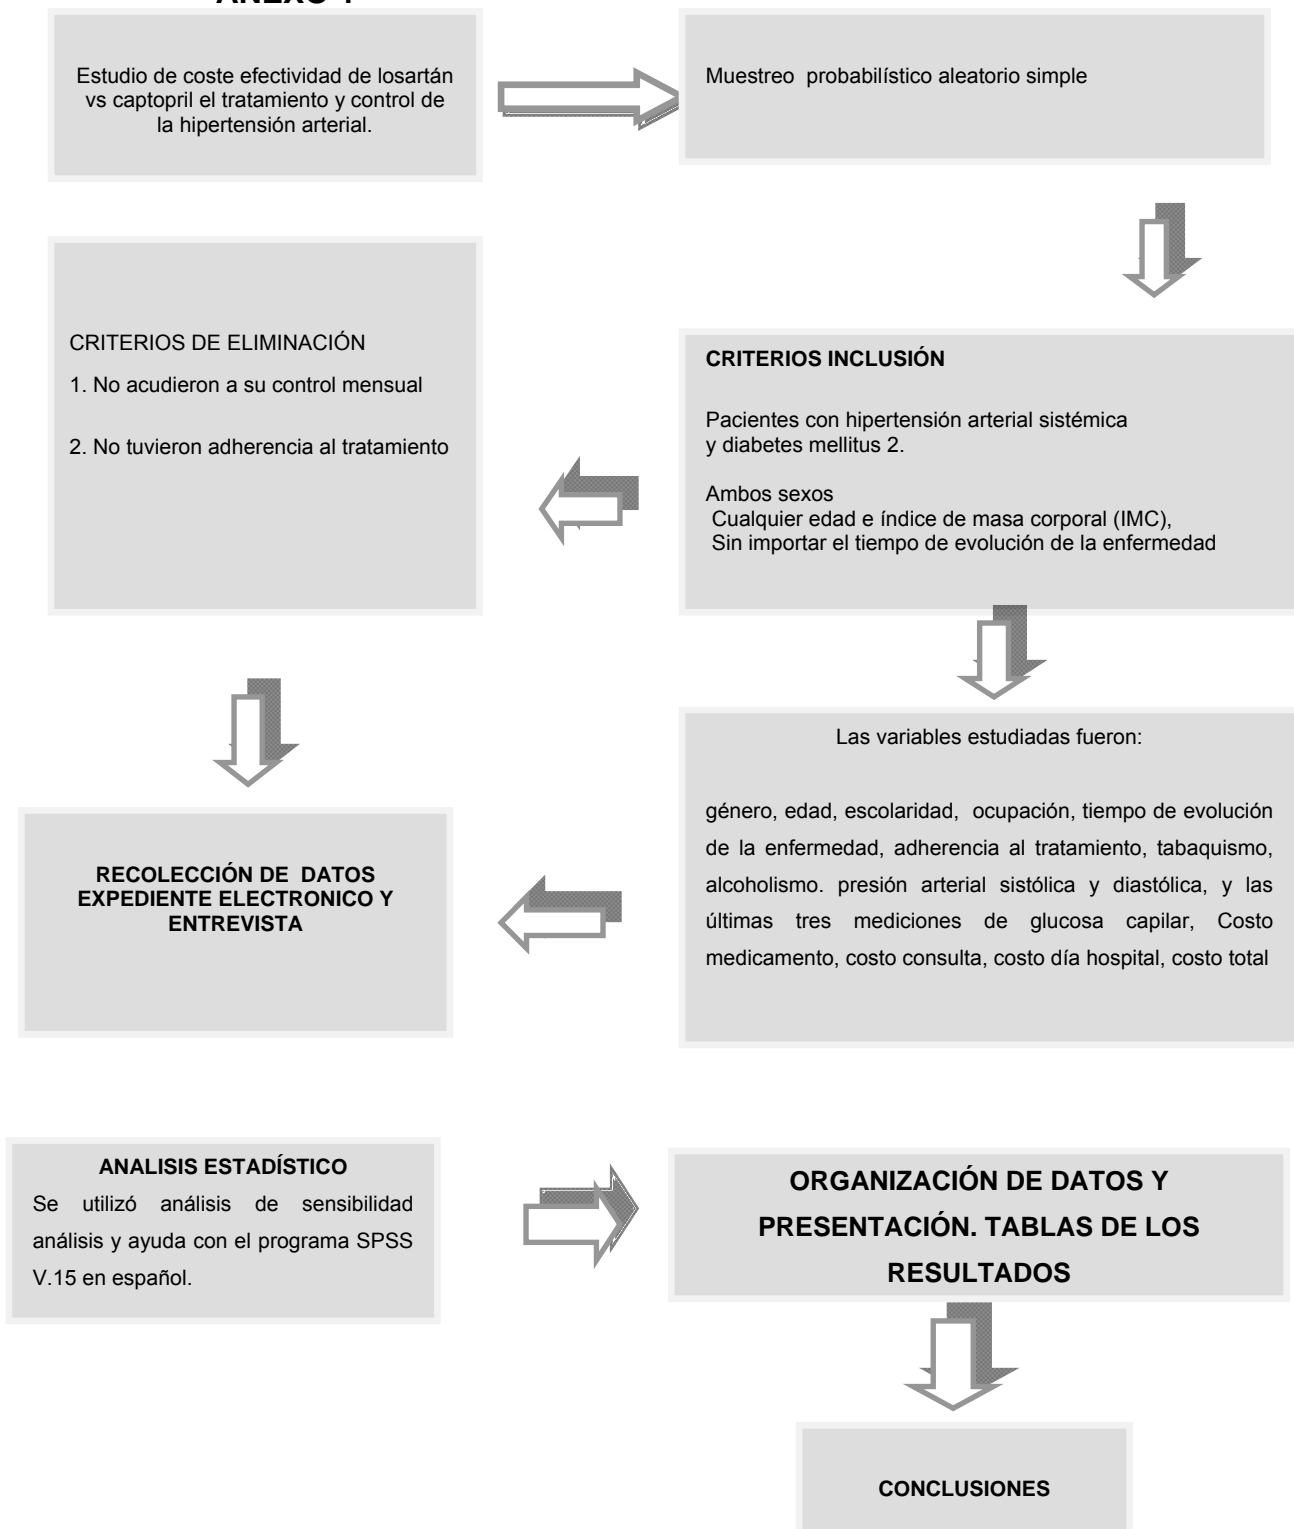 Estudio de coste efectividad de losartán
vs captopril el tratamiento y control de
la hipertensión arterial.
Muestreo probabilístico aleatorio simple
CRITERIOS DE ELIMINACIÓN
1. No acudieron a su control mensual
2. No tuvieron adherencia al tratamiento
CRITERIOS INCLUSIÓN
Pacientes con hipertensión arterial sistémica
y diabetes mellitus 2.
Ambos sexos
Cualquier edad e índice de masa corporal (IMC),
Sin importar el tiempo de evolución de la enfermedad
Las variables estudiadas fueron:
género, edad, escolaridad, ocupación, tiempo de evolución
de la enfermedad, adherencia al tratamiento, tabaquismo,
alcoholismo. presión arterial sistólica y diastólica, y las
últimas tres mediciones de glucosa capilar, Costo
medicamento, costo consulta, costo día hospital, costo total
RECOLECCIÓN DE DATOS
EXPEDIENTE ELECTRONICO Y
ENTREVISTA
ANALISIS ESTADÍSTICO
Se utilizó análisis de sensibilidad
análisis y ayuda con el programa SPSS
V.15 en español.
ORGANIZACIÓN DE DATOS Y
PRESENTACIÓN. TABLAS DE LOS
RESULTADOS
CONCLUSIONES